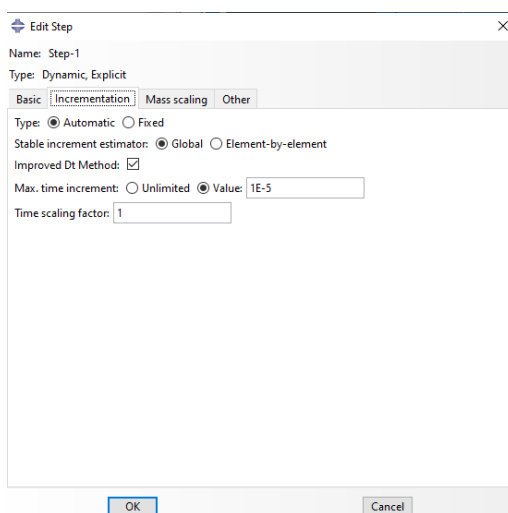 Edit Step
Name: Step-1
Type: Dynamic, Explicit
Basic Incrementation Mass scaling Other
Type: Automatic Fixed
Stable increment estimator: Global Element-by-element
Improved Dt Method:
Max. time increment: Unlimited Value: 1E-5
Time scaling factor: 1
OK Cancel